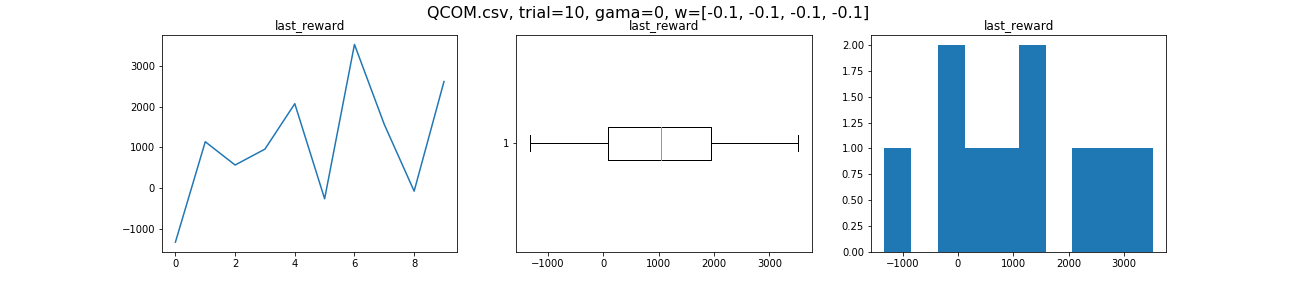 QCOM.csv, trial=10, gama=0, w=[-0.1, -0.1, -0.1, -0.1]
last_reward
3000
2000
1000
0
−1000
0 2 4 6 8
last_reward
1
−1000 0 1000 2000 3000
last_reward
2.00
1.75
1.50
1.25
1.00
0.75
0.50
0.25
0.00
−1000 0 1000 2000 3000